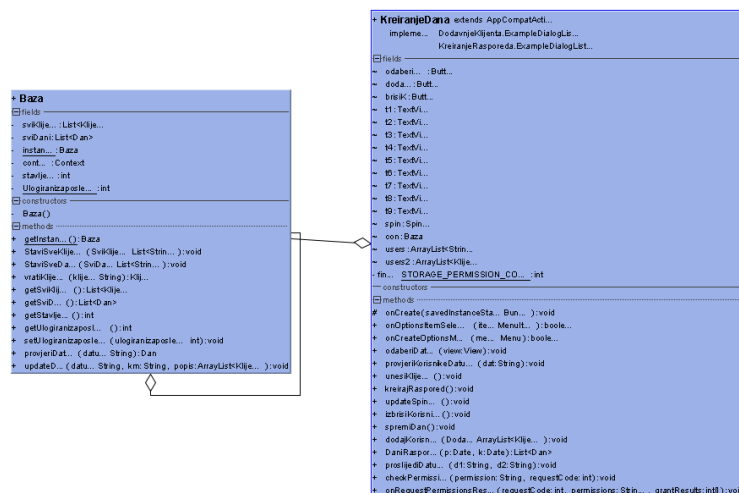 + Baza
fields
- sviKlije... : List<Klije...
- sviDani: List<Dan>
- instan... : Baza
- cont... : Context
- stavlje... : int
- Ulogiranizaposle... : int
constructors
- Baza()
methods
+ getInstan... (): Baza
+ StaviSveKlije... (SviKlije... List<Strin... ): void
+ StaviSveDa... (SviDa... List<Strin... ): void
+ vratiKlije... (klije... String): Klij...
+ getSviKlij... (): List<Klije...
+ getSviD... (): List<Dan>
+ getStavlje... (): int
+ getUlogiranizaposl... (): int
+ setUlogiranizaposle... (ulogiranizaposle... int): void
+ provjeriDat... (datu... String): Dan
+ updateD... (datu... String, km: String, popis: ArrayList<Klije... ): void
+ KreiranjeDana extends AppCompatActi...
impleme... DodavnjeKlijenta.ExampleDialogLis...
KreiranjeRasporeda.ExampleDialogList...
fields
~ odaberi... : Butt...
~ doda... : Butt...
~ brisiK: Butt...
~ t1: TextVi...
~ t2: TextVi...
~ t3: TextVi...
~ t4: TextVi...
~ t5: TextVi...
~ t6: TextVi...
~ t7: TextVi...
~ t8: TextVi...
~ t9: TextVi...
~ spin: Spin...
~ con: Baza
~ users: ArrayList<Strin...
~ users2: ArrayList<Klije...
- fin... STORAGE_PERMISSION_CO... : int
constructors
methods
# onCreate(savedInstanceSta... Bun... ): void
+ onOptionsItemSele... (ite... MenuIt... ): boole...
+ onCreateOptionsM... (me... Menu): boole...
+ odaberiDat... (view: View): void
+ provjeriKorisnikeDatu... (dat: String): void
+ unesiKlije... (): void
+ kreirajRaspored(): void
+ updateSpin... (): void
+ izbrisiKorisni... (): void
+ spremiDan(): void
+ dodajKorisn... (Doda... ArrayList<Klije... ): void
+ DaniRaspor... (p: Date, k: Date): List<Dan>
+ proslijediDatu... (d1: String, d2: String)
+ checkPermissi... (permission: String, requestCode: int): void
+ onRequestPermissionsRes... (requestCode: int, permissions: Strin... grantResults: int[]): void